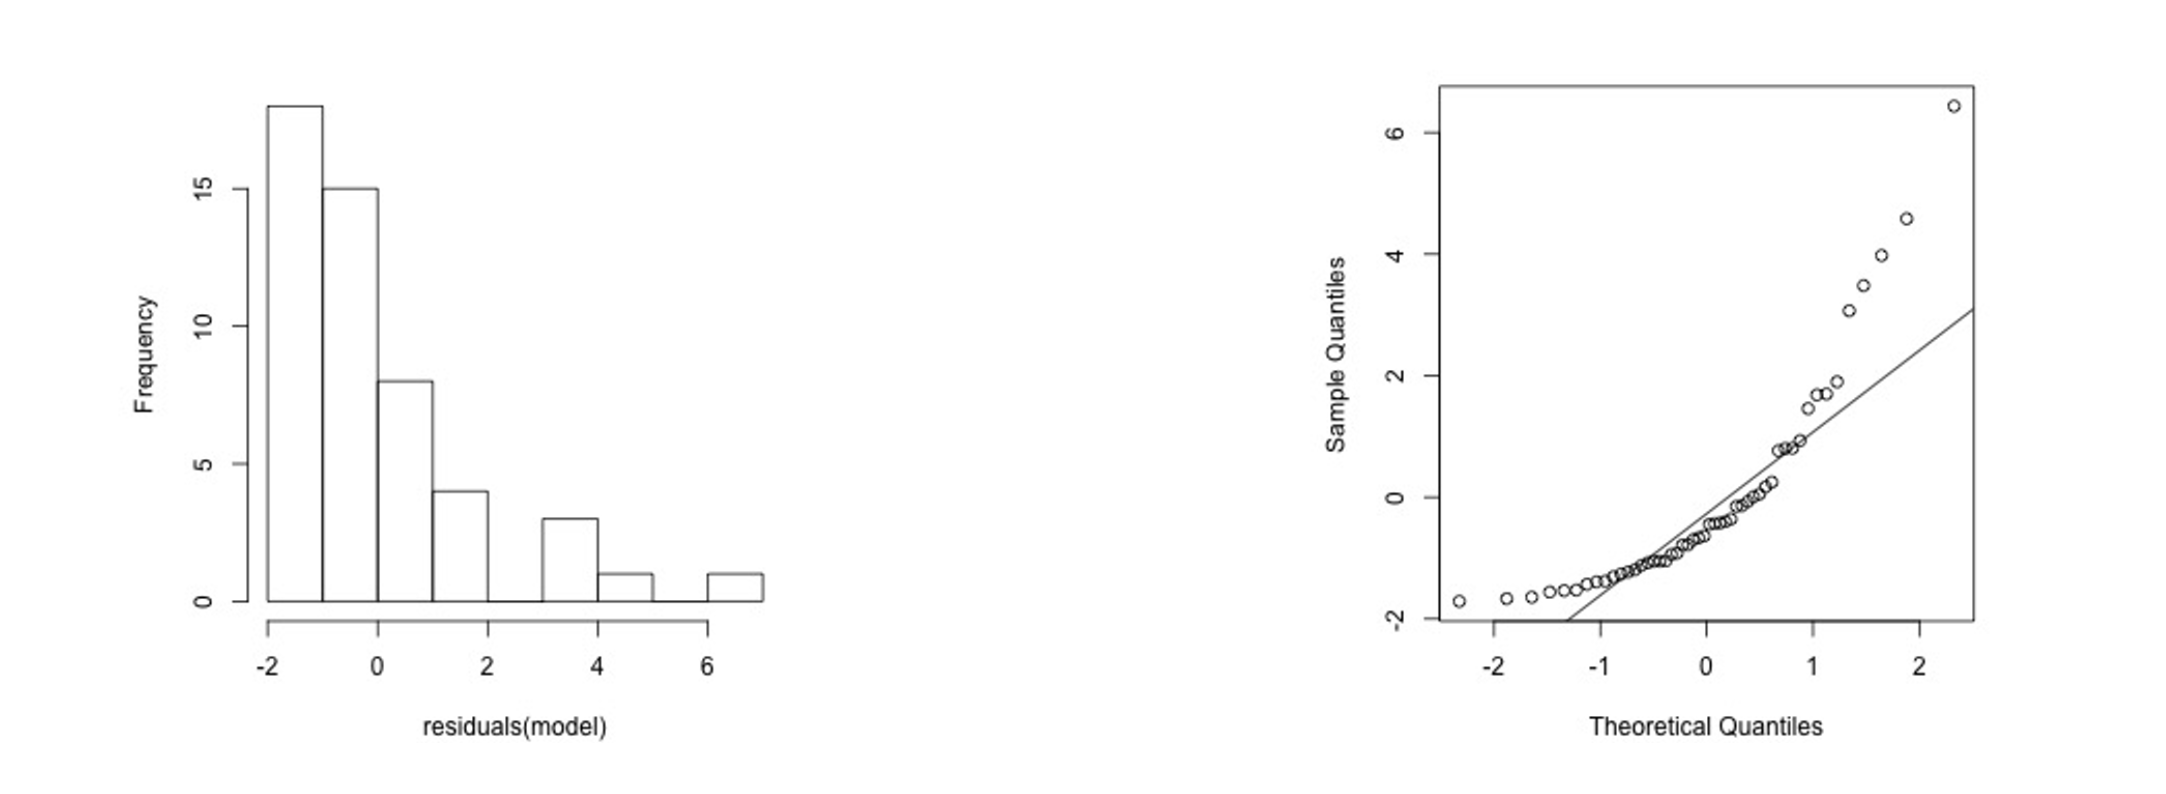 Frequency
15
10
5
0
-2 0 2 4 6
residuals(model)
Sample Quantiles
6
4
2
0
-2
-2 -1 0 1 2
Theoretical Quantiles